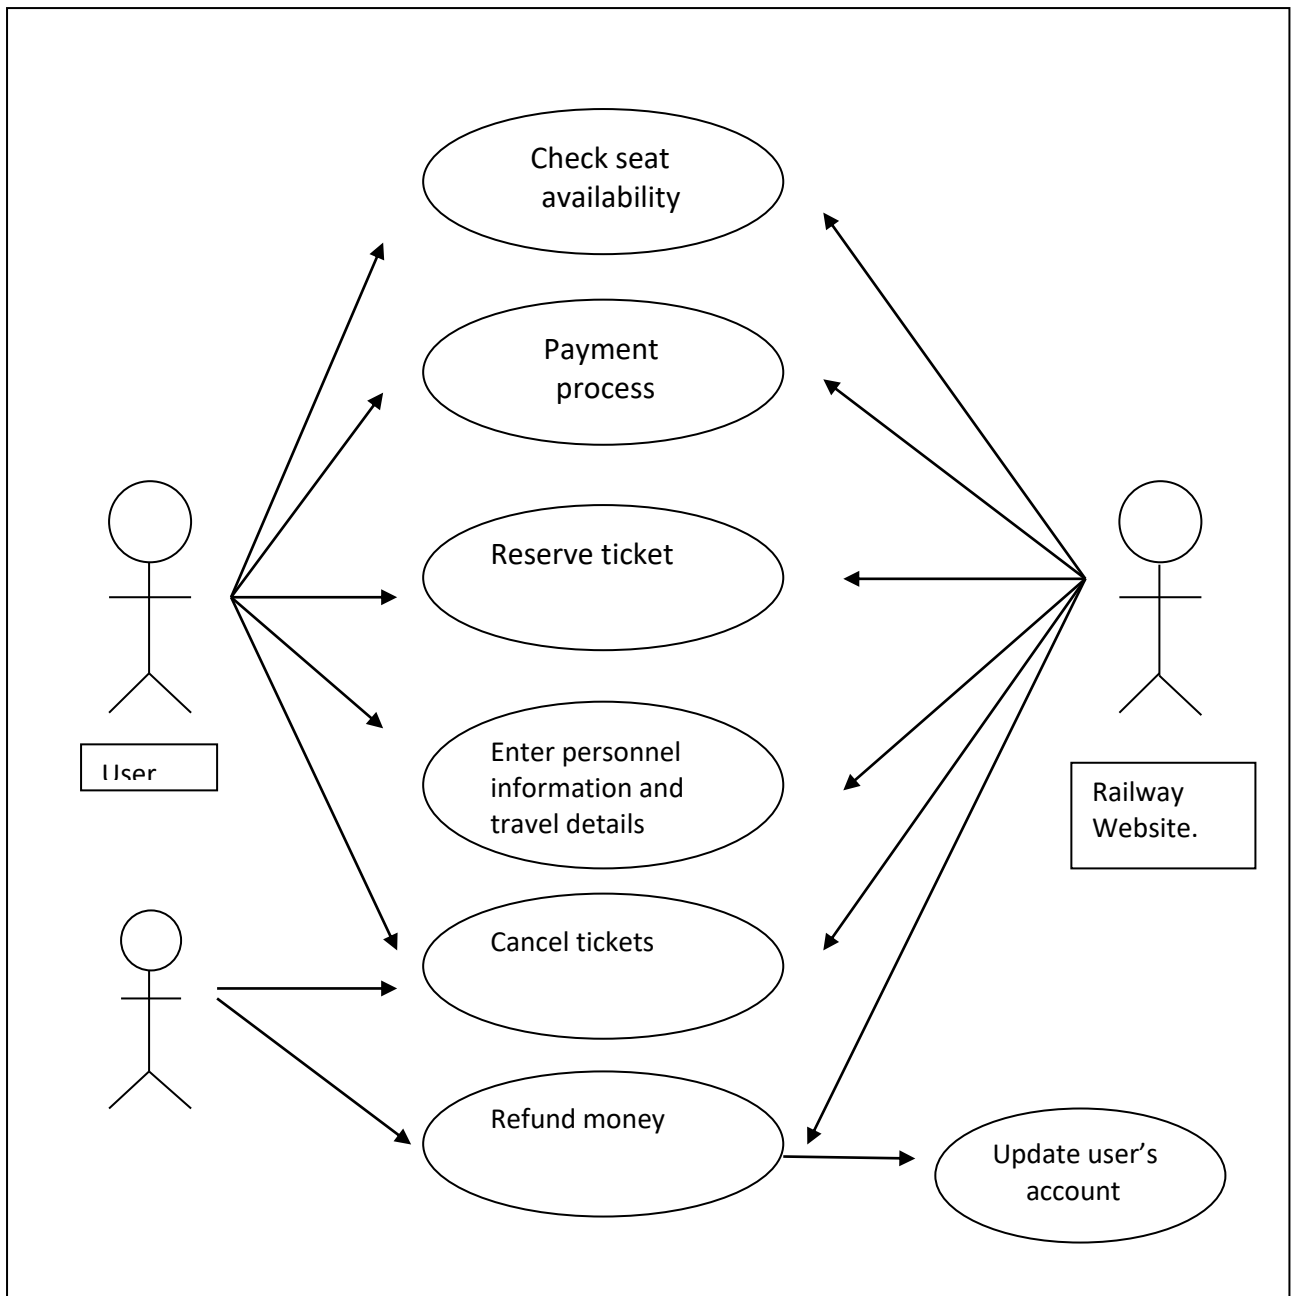 Check seat
availability
Payment
process
Reserve ticket
Enter personnel
information and
travel details
User
Railway
Website.
Cancel tickets
Refund money
Update user’s
account